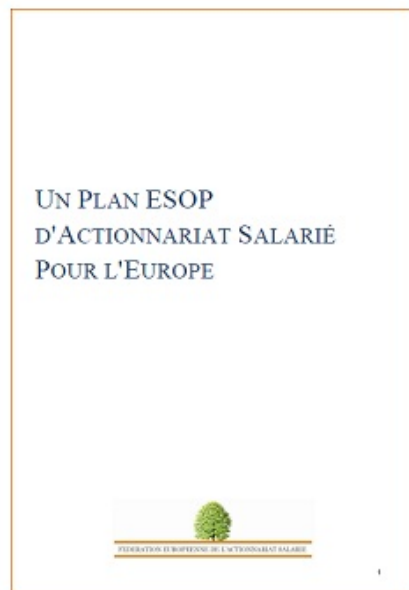 UN PLAN ESOP
D'ACTIONNARIAT SALARIÉ
POUR L'EUROPE
FEDERATION EUROPEENNE DE L'ACTIONNARIAT SALARIE
1